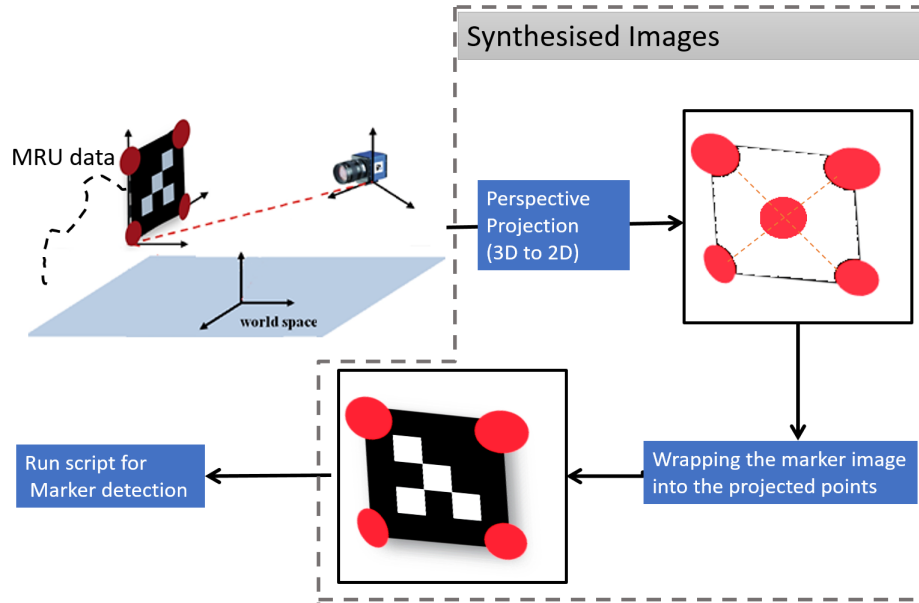 Synthesised Images
MRU data
world space
Perspective
Projection
(3D to 2D)
Wrapping the marker image
into the projected points
Run script for
Marker detection